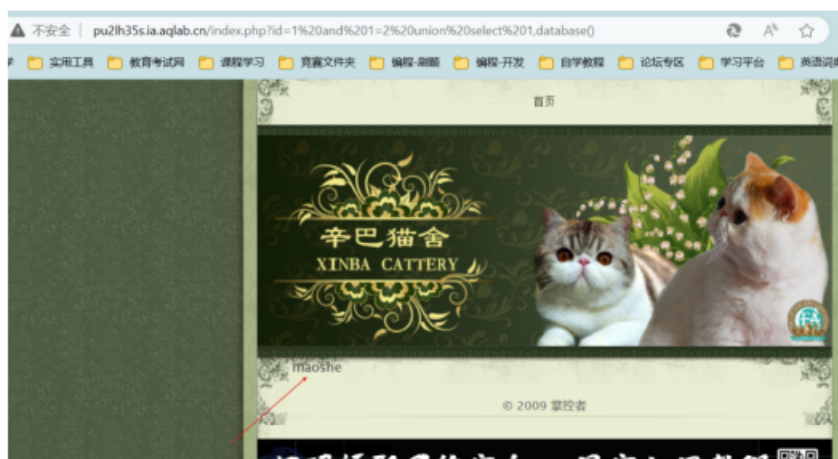 不安全 | pu2lh35s.ia.aqlab.cn/index.php?id=1%20and%201=2%20union%20select%201,database()
实用工具 教育考试网 课程学习 竞赛文件夹 编程-刷题 编程-开发 自学教程 论坛专区 学习平台 英语词
首页
辛巴猫舍
XINBA CATTERY
maoshe
© 2009 掌控者